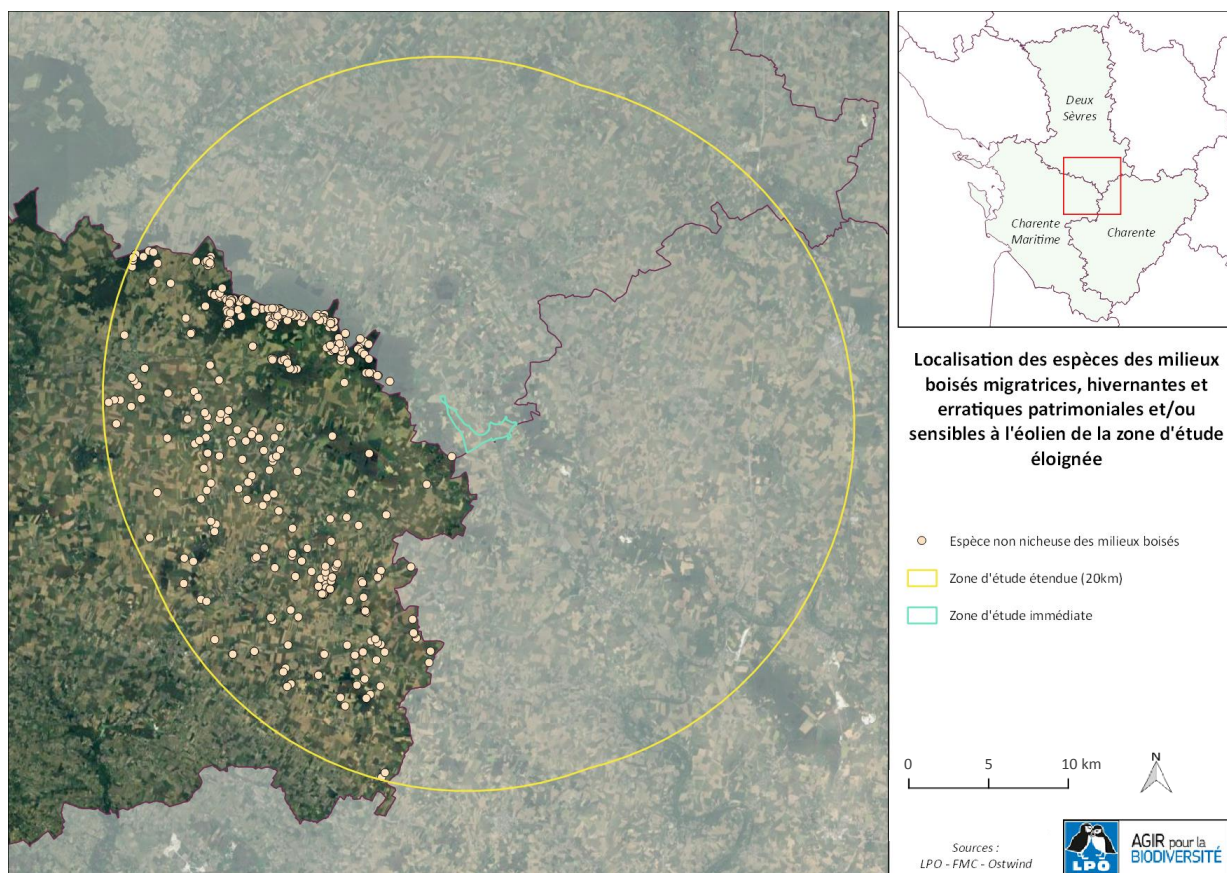 Deux
Sèvres
Charente
Maritime
Charente
Localisation des espèces des milieux
boisés migratrices, hivernantes et
erratiques patrimoniales et/ou
sensibles à l'éolien de la zone d'étude
éloignée
Espèce non nicheuse des milieux boisés
Zone d'étude étendue (20km)
Zone d'étude immédiate
0 5 10 km
N
Sources :
LPO - FMC - Ostwind
LPO
AGIR pour la
BIODIVERSITÉ